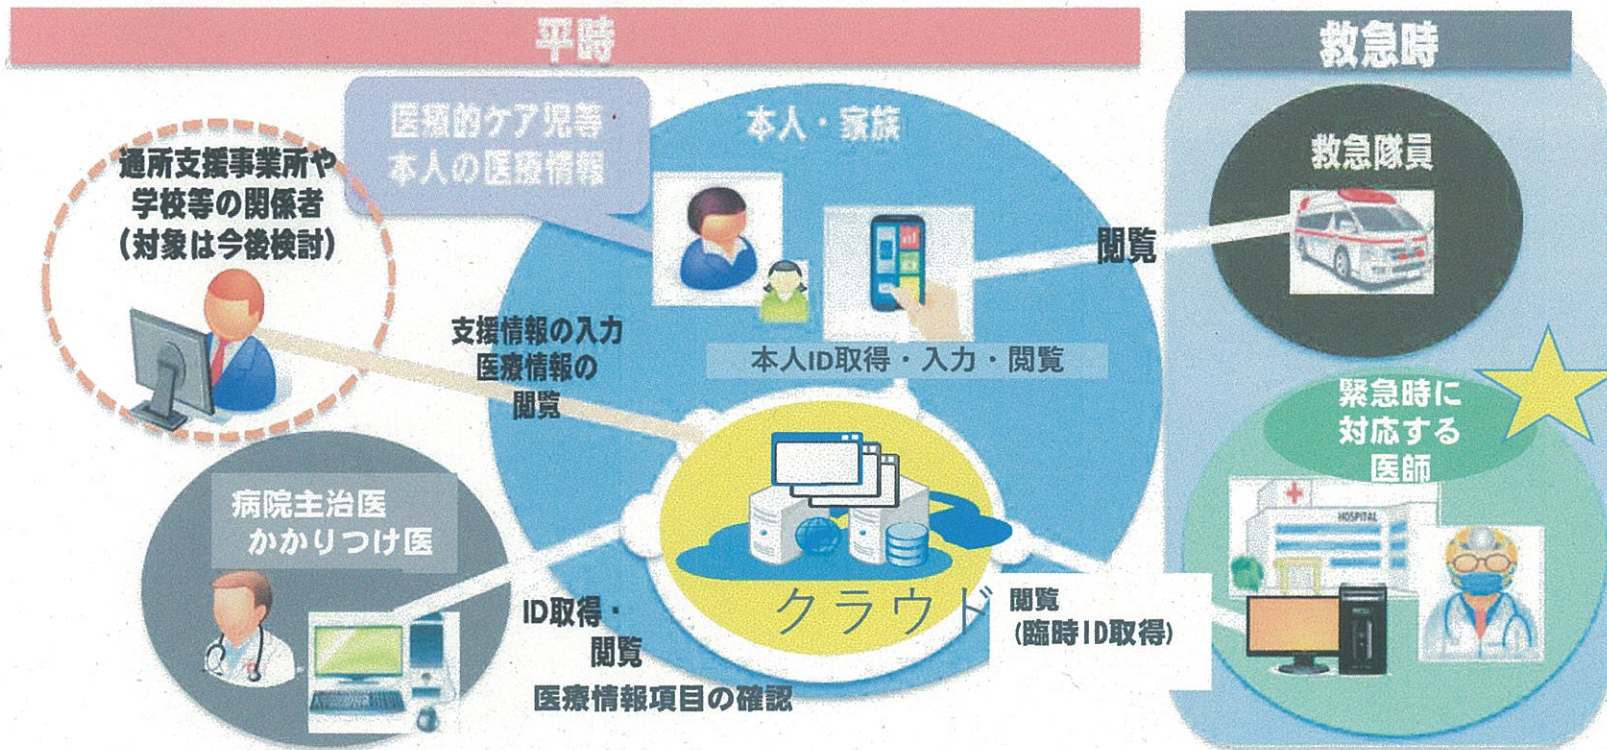 平時
救急時
医療的ケア児等・
本人の医療情報
本人・家族
通所支援事業所や
学校等の関係者
(対象は今後検討)
救急隊員
閲覧
支援情報の入力
医療情報の
閲覧
本人ID取得・入力・閲覧
緊急時に
対応する
医師
病院主治医
かかりつけ医
HOSPITAL
クラウド
閲覧
(臨時ID取得)
ID取得・
閲覧
医療情報項目の確認